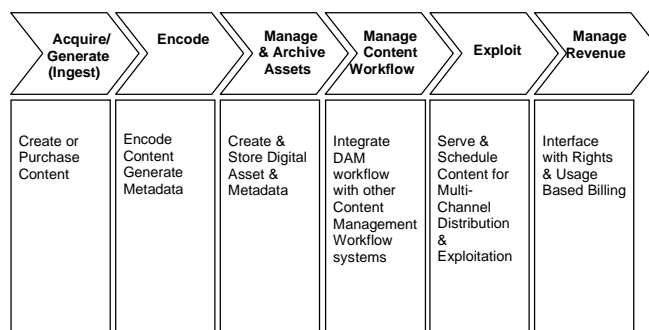 Acquire/
Generate
(Ingest)
Encode
Manage
& Archive
Assets
Manage
Content
Workflow
Exploit
Manage
Revenue
Create or
Purchase
Content
Encode
Content
Generate
Metadata
Create &
Store Digital
Asset &
Metadata
Integrate
DAM
workflow
with other
Content
Management
Workflow
systems
Serve &
Schedule
Content for
Multi-
Channel
Distribution
&
Exploitation
Interface
with Rights
& Usage
Based Billing